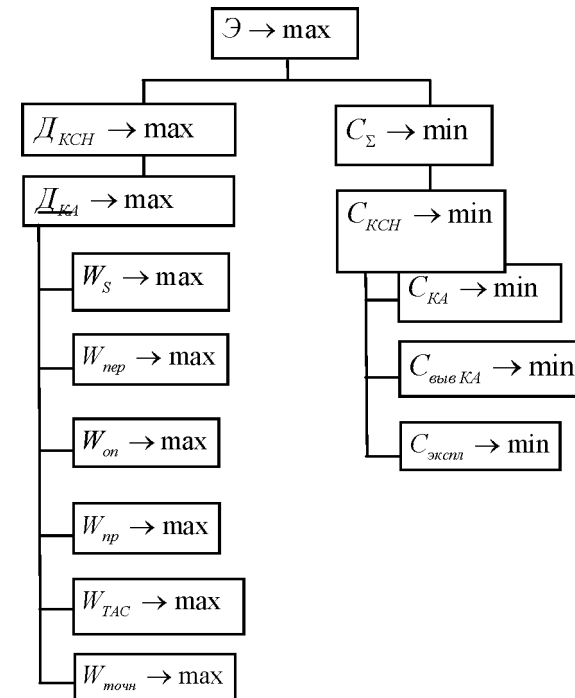 Э → max
Д_КСН → max
Д_КА → max
W_S → max
W_пер → max
W_оп → max
W_пр → max
W_ТАС → max
W_точн → max
C_Σ → min
C_КСН → min
C_КА → min
C_выв КА → min
C_экспл → min